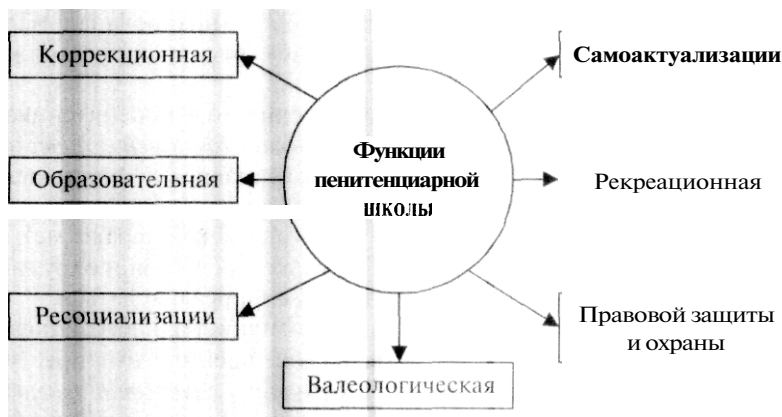 Коррекционная
Самоактуализации
Функции
пенитенциарной
школы
Образовательная
Рекреационная
Ресоциализации
Правовой защиты
и охраны
Валеологическая